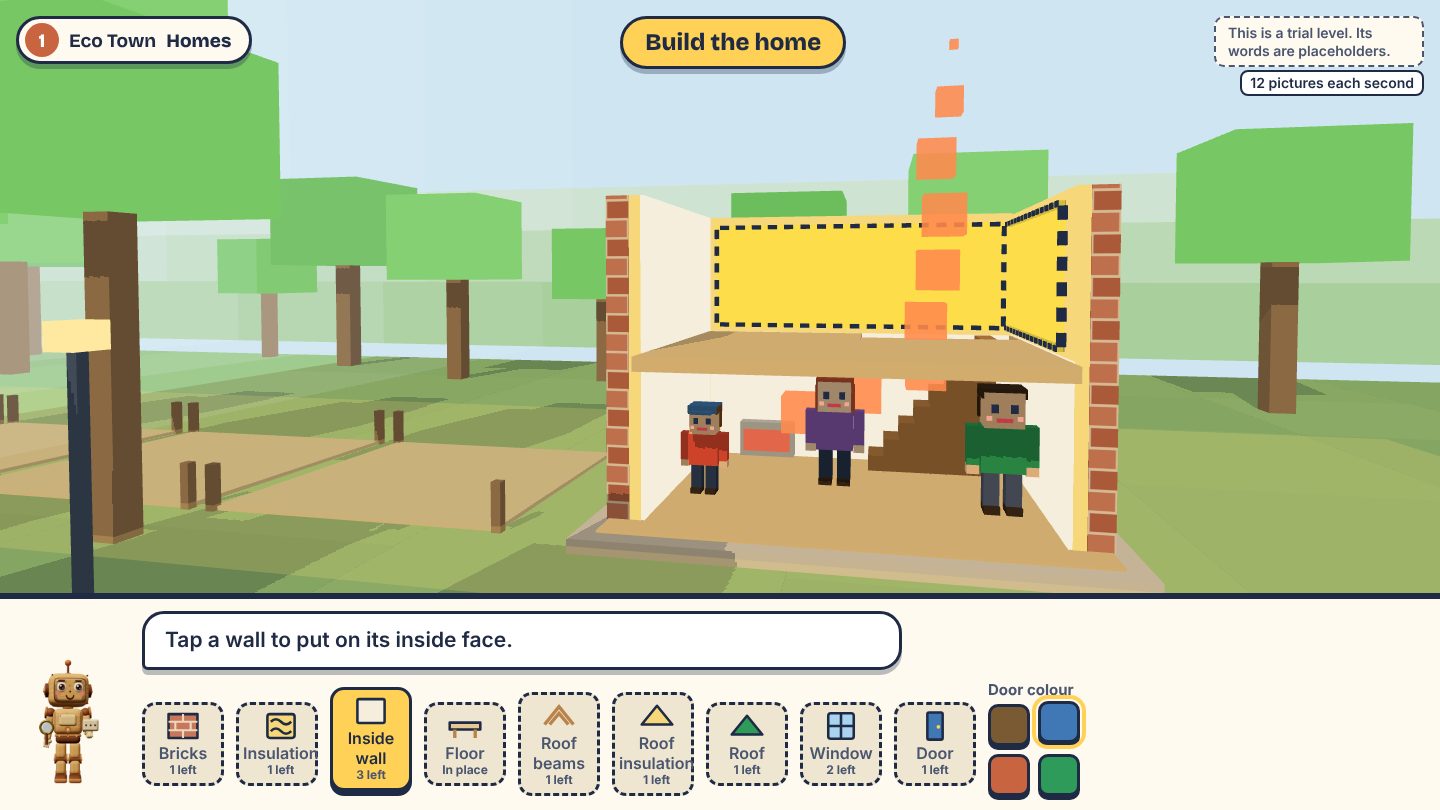 1 Eco Town Homes
Build the home
This is a trial level. Its
words are placeholders.
12 pictures each second
Tap a wall to put on its inside face.
Bricks
1 left
Insulation
1 left
Inside
wall
3 left
Floor
In place
Roof
beams
1 left
Roof
insulation
1 left
Roof
1 left
Window
2 left
Door
1 left
Door colour